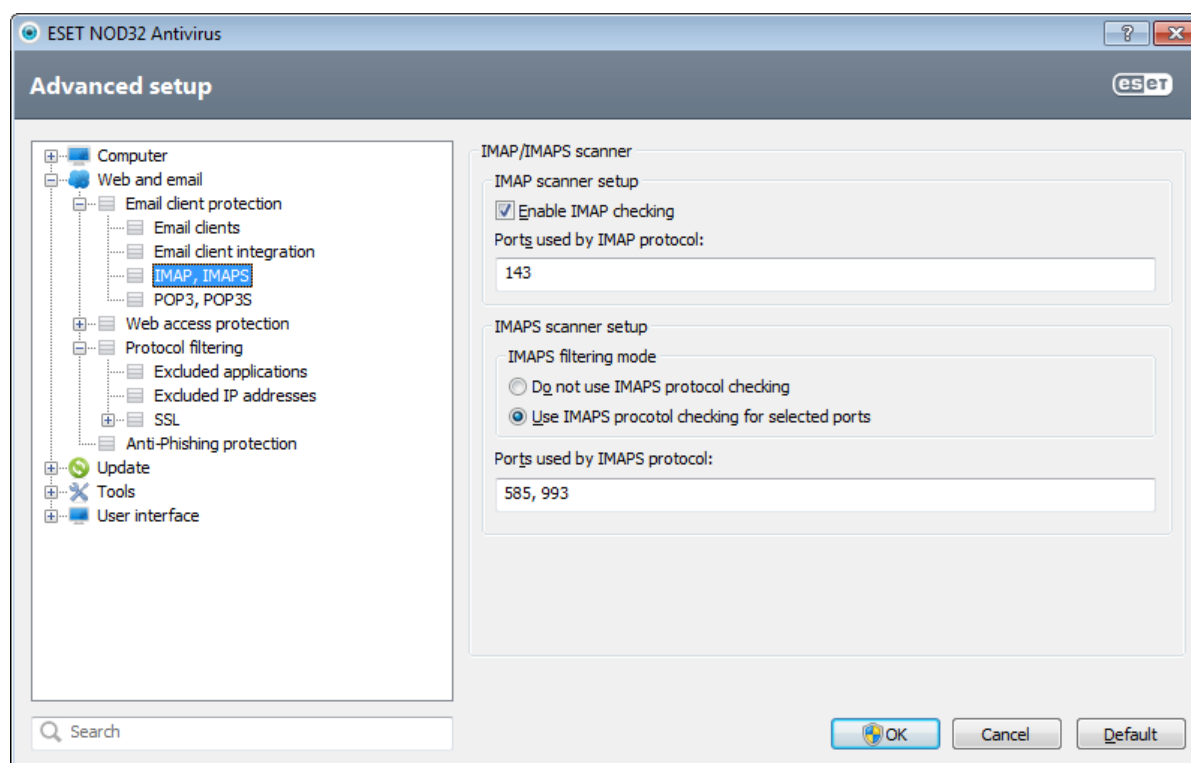 ESET NOD32 Antivirus
?
Advanced setup
eseT
Computer
Web and email
Email client protection
Email clients
Email client integration
IMAP, IMAPS
POP3, POP3S
Web access protection
Protocol filtering
Excluded applications
Excluded IP addresses
SSL
Anti-Phishing protection
Update
Tools
User interface
Search
IMAP/IMAPS scanner
IMAP scanner setup
Enable IMAP checking
Ports used by IMAP protocol:
143
IMAPS scanner setup
IMAPS filtering mode
Do not use IMAPS protocol checking
Use IMAPS procotol checking for selected ports
Ports used by IMAPS protocol:
585, 993
OK
Cancel
Default